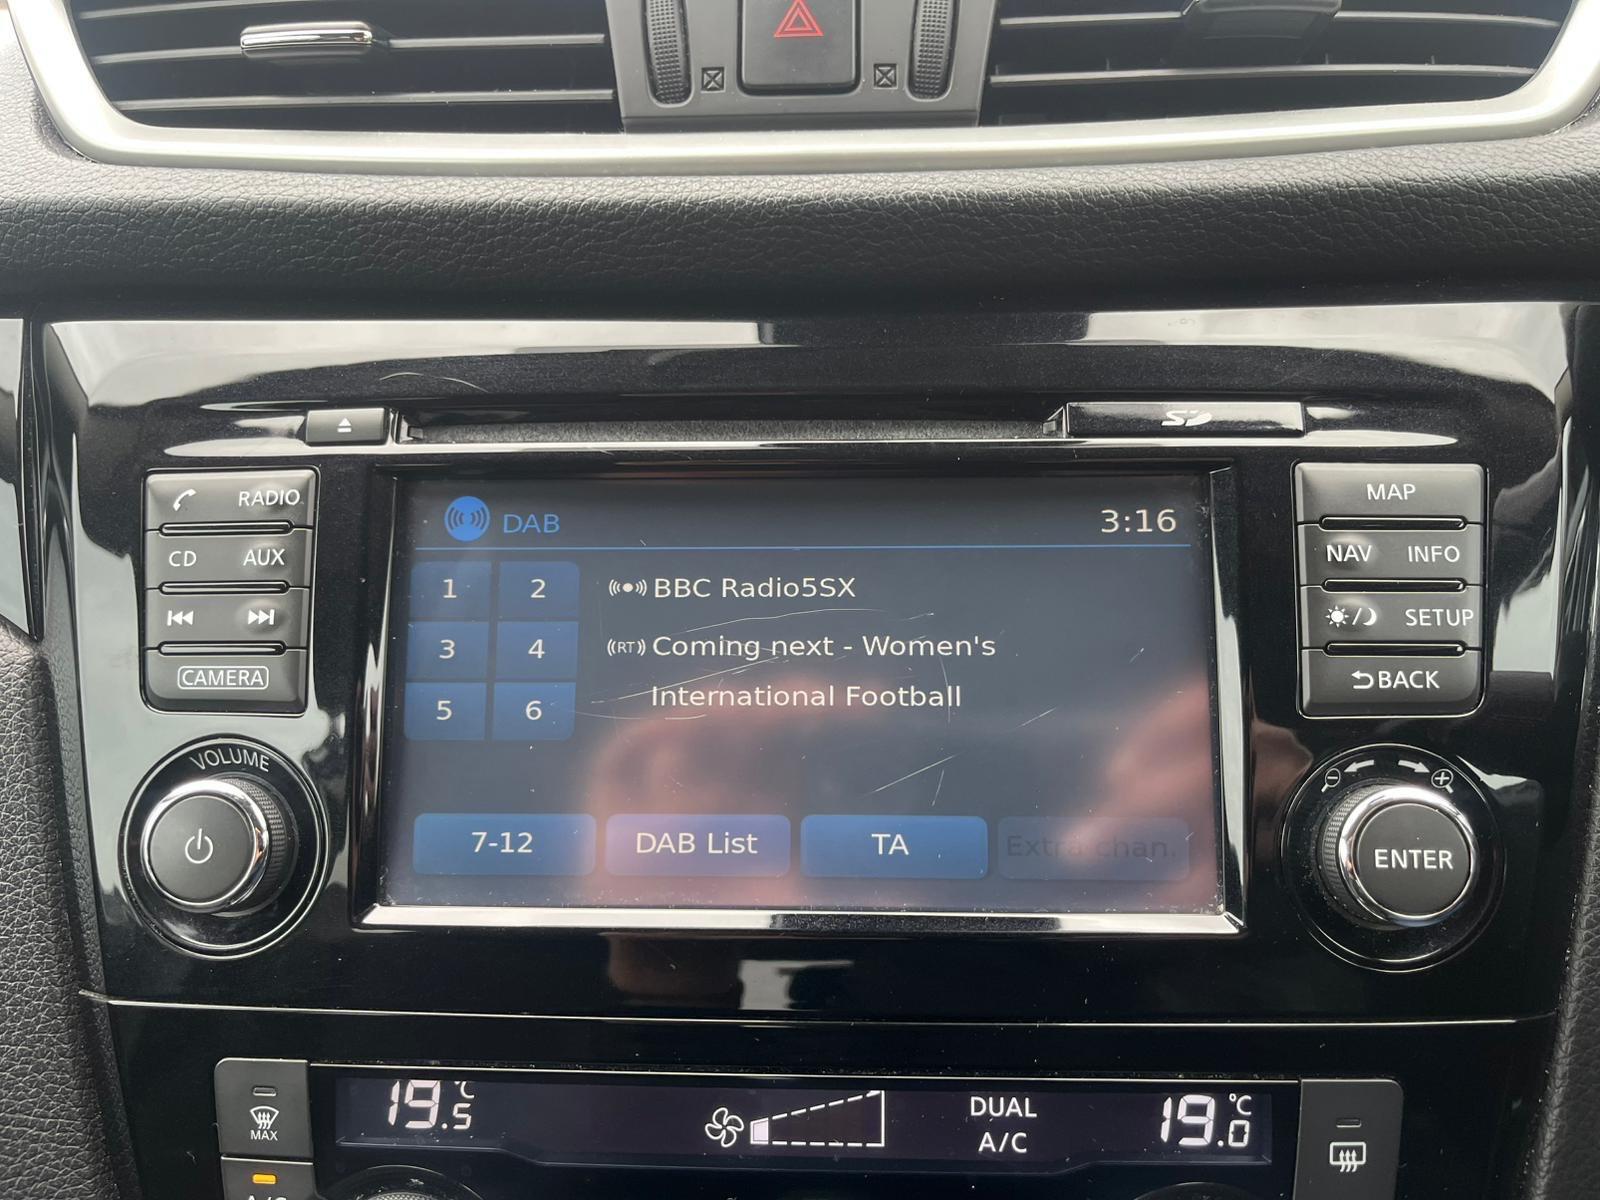 SD
RADIO
CD AUX
CAMERA
VOLUME
DAB
3:16
1 2
3 4
5 6
BBC Radio5SX
RT Coming next - Women's
International Football
7-12
DAB List
TA
Extra chan.
MAP
NAV INFO
SETUP
BACK
ENTER
MAX
19.5 °C
DUAL
A/C
19.0 °C
A/C